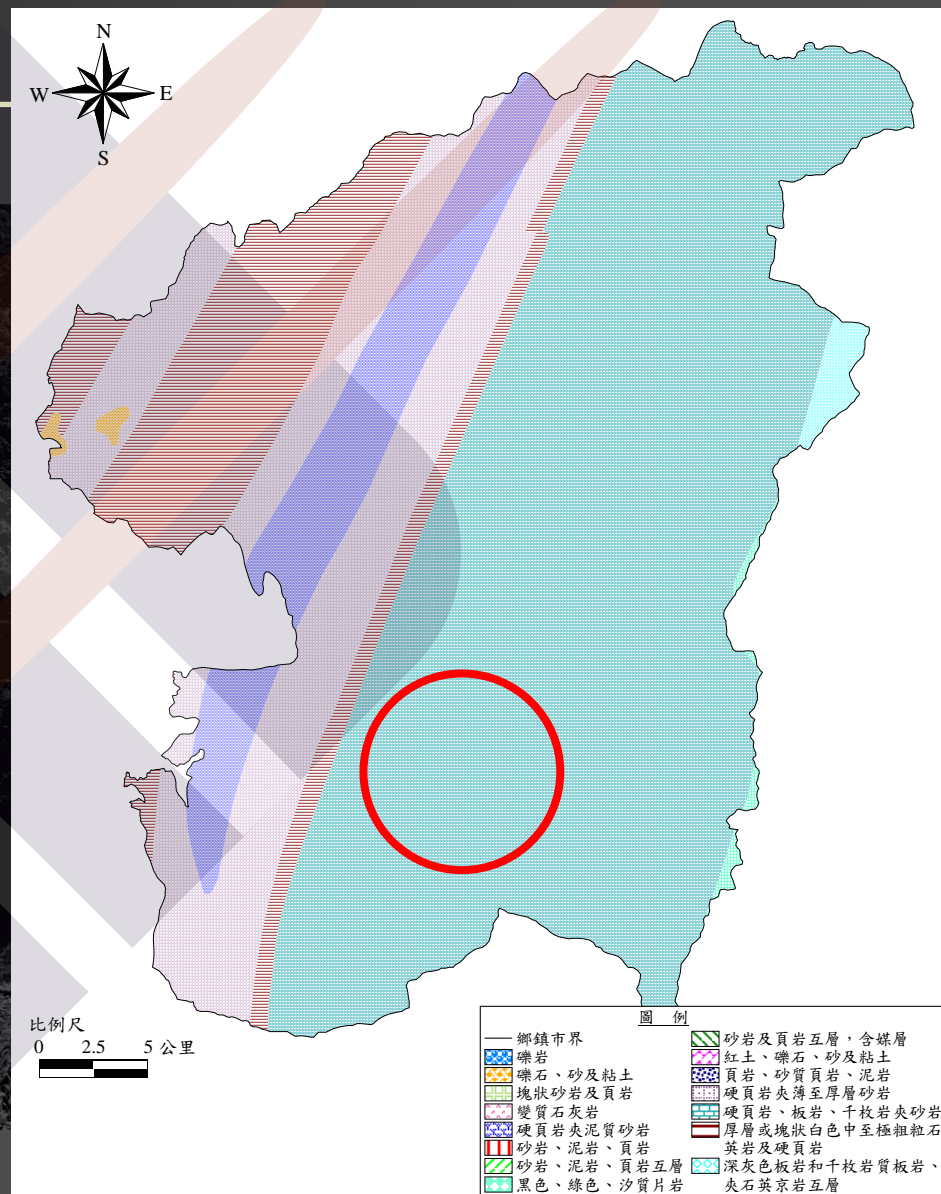 N
W E
S
比例尺
0 2.5 5 公里
圖 例
鄉鎮市界
礫岩
礫石、砂及粘土
塊狀砂岩及頁岩
變質石灰岩
硬頁岩夾泥質砂岩
砂岩、泥岩、頁岩
砂岩、泥岩、頁岩互層
黑色、綠色、矽質片岩
砂岩及頁岩互層，含煤層
紅土、礫石、砂及粘土
頁岩、砂質頁岩、泥岩
硬頁岩夾薄至厚層砂岩
硬頁岩、板岩、千枚岩夾砂岩
厚層或塊狀白色中至極粗粒石
英岩及硬頁岩
深灰色板岩和千枚岩質板岩、
夾石英京岩互層